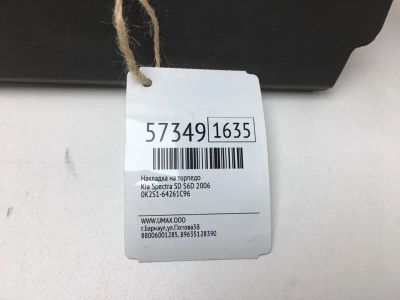 57349 1635
Накладка на торпедо
Kia Spectra SD S6D 2006
0K2S1-64261C96
WWW.UMAX.OOO
г.Барнаул,ул.Попова58
88006001285, 89635128390